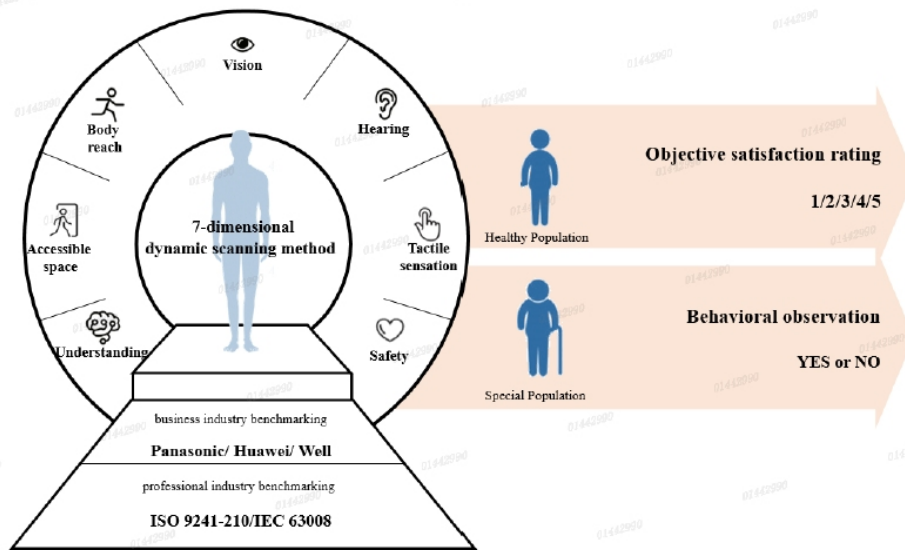 Vision
Body
reach
Hearing
Accessible
space
7-dimensional
dynamic scanning method
Tactile
sensation
Understanding
Safety
business industry benchmarking
Panasonic/ Huawei/ Well
professional industry benchmarking
ISO 9241-210/IEC 63008
Healthy Population
Objective satisfaction rating
1/2/3/4/5
Special Population
Behavioral observation
YES or NO
01442990